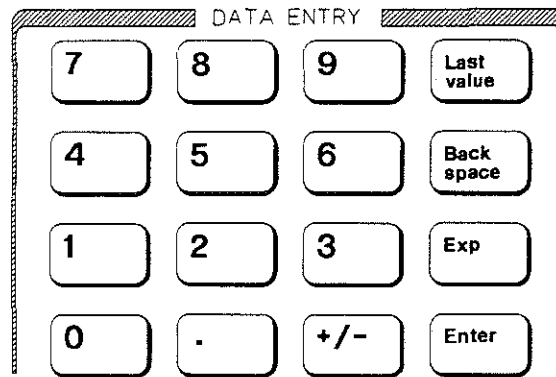 DATA ENTRY
7 8 9 Last value
4 5 6 Back space
1 2 3 Exp
0 . +/- Enter